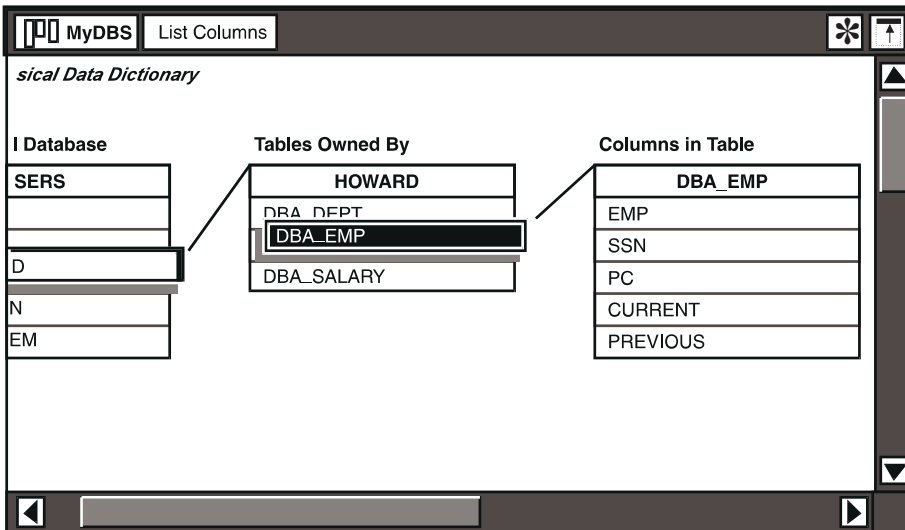 MyDBS List Columns
sical Data Dictionary
l Database
SERS
D
N
EM
Tables Owned By
HOWARD
DBA_DEPT
DBA_EMP
DBA_SALARY
Columns in Table
DBA_EMP
EMP
SSN
PC
CURRENT
PREVIOUS